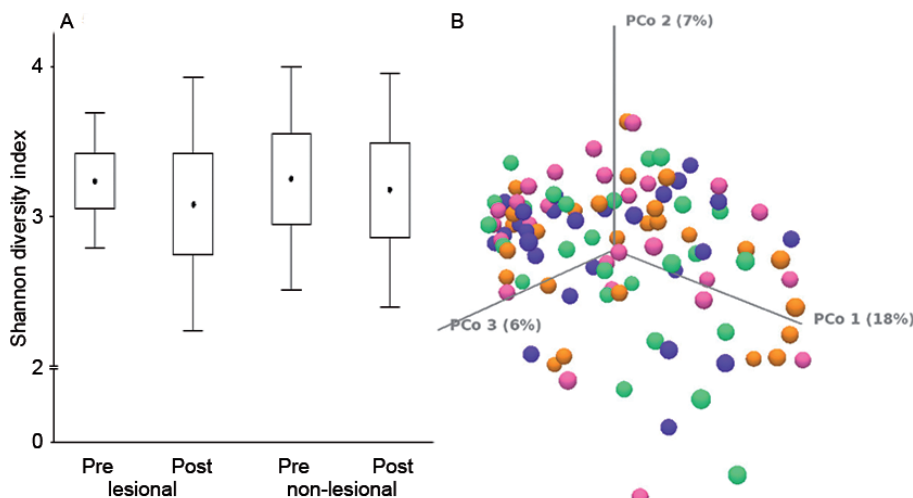 A
Shannon diversity index
4
3
2
0
Pre
Post
Pre
Post
lesional
non-lesional
B
PCo 2 (7%)
PCo 3 (6%)
PCo 1 (18%)